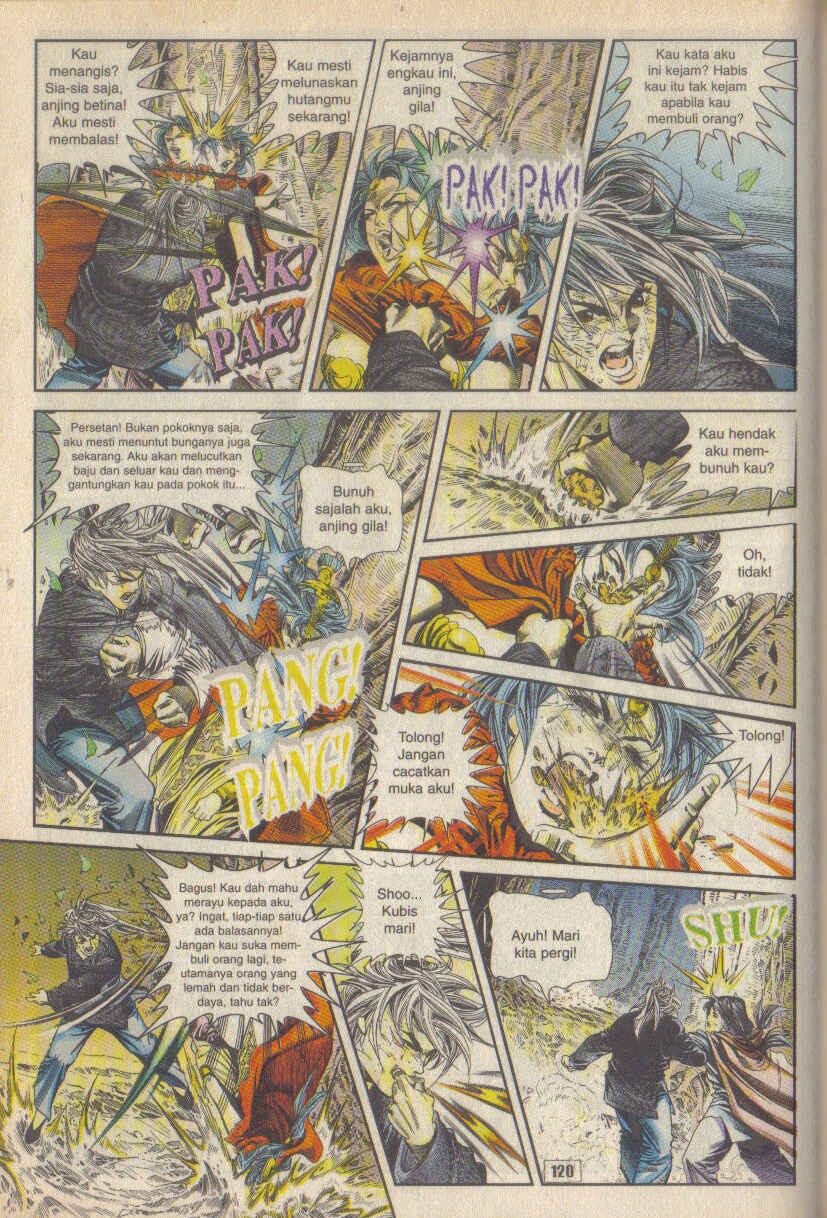 Kau
menangis?
Sia-sia saja,
anjing betina!
Aku mesti
membalas!
Kau mesti
melunaskan
hutangmu
sekarang!
PAK!
PAK!
Kejamnya
engkau ini,
anjing
gila!
PAK! PAK!
Kau kata aku
ini kejam? Habis
kau itu tak kejam
apabila kau
membuli orang?
Persetan! Bukan pokoknya saja,
aku mesti menuntut bunganya juga
sekarang. Aku akan melucutkan
baju dan seluar kau dan meng-
gantungkan kau pada pokok itu...
Bunuh
sajalah aku,
anjing gila!
PANG!
PANG!
Kau hendak
aku mem-
bunuh kau?
Oh,
tidak!
Tolong!
Jangan
cacatkan
muka aku!
Tolong!
Bagus! Kau dah mahu
merayu kepada aku,
ya? Ingat, tiap-tiap satu
ada balasannya!
Jangan kau suka mem-
buli orang lagi, te-
utamanya orang yang
lemah dan tidak ber-
daya, tahu tak?
Shoo...
Kubis
mari!
Ayuh! Mari
kita pergi!
SHU!
120